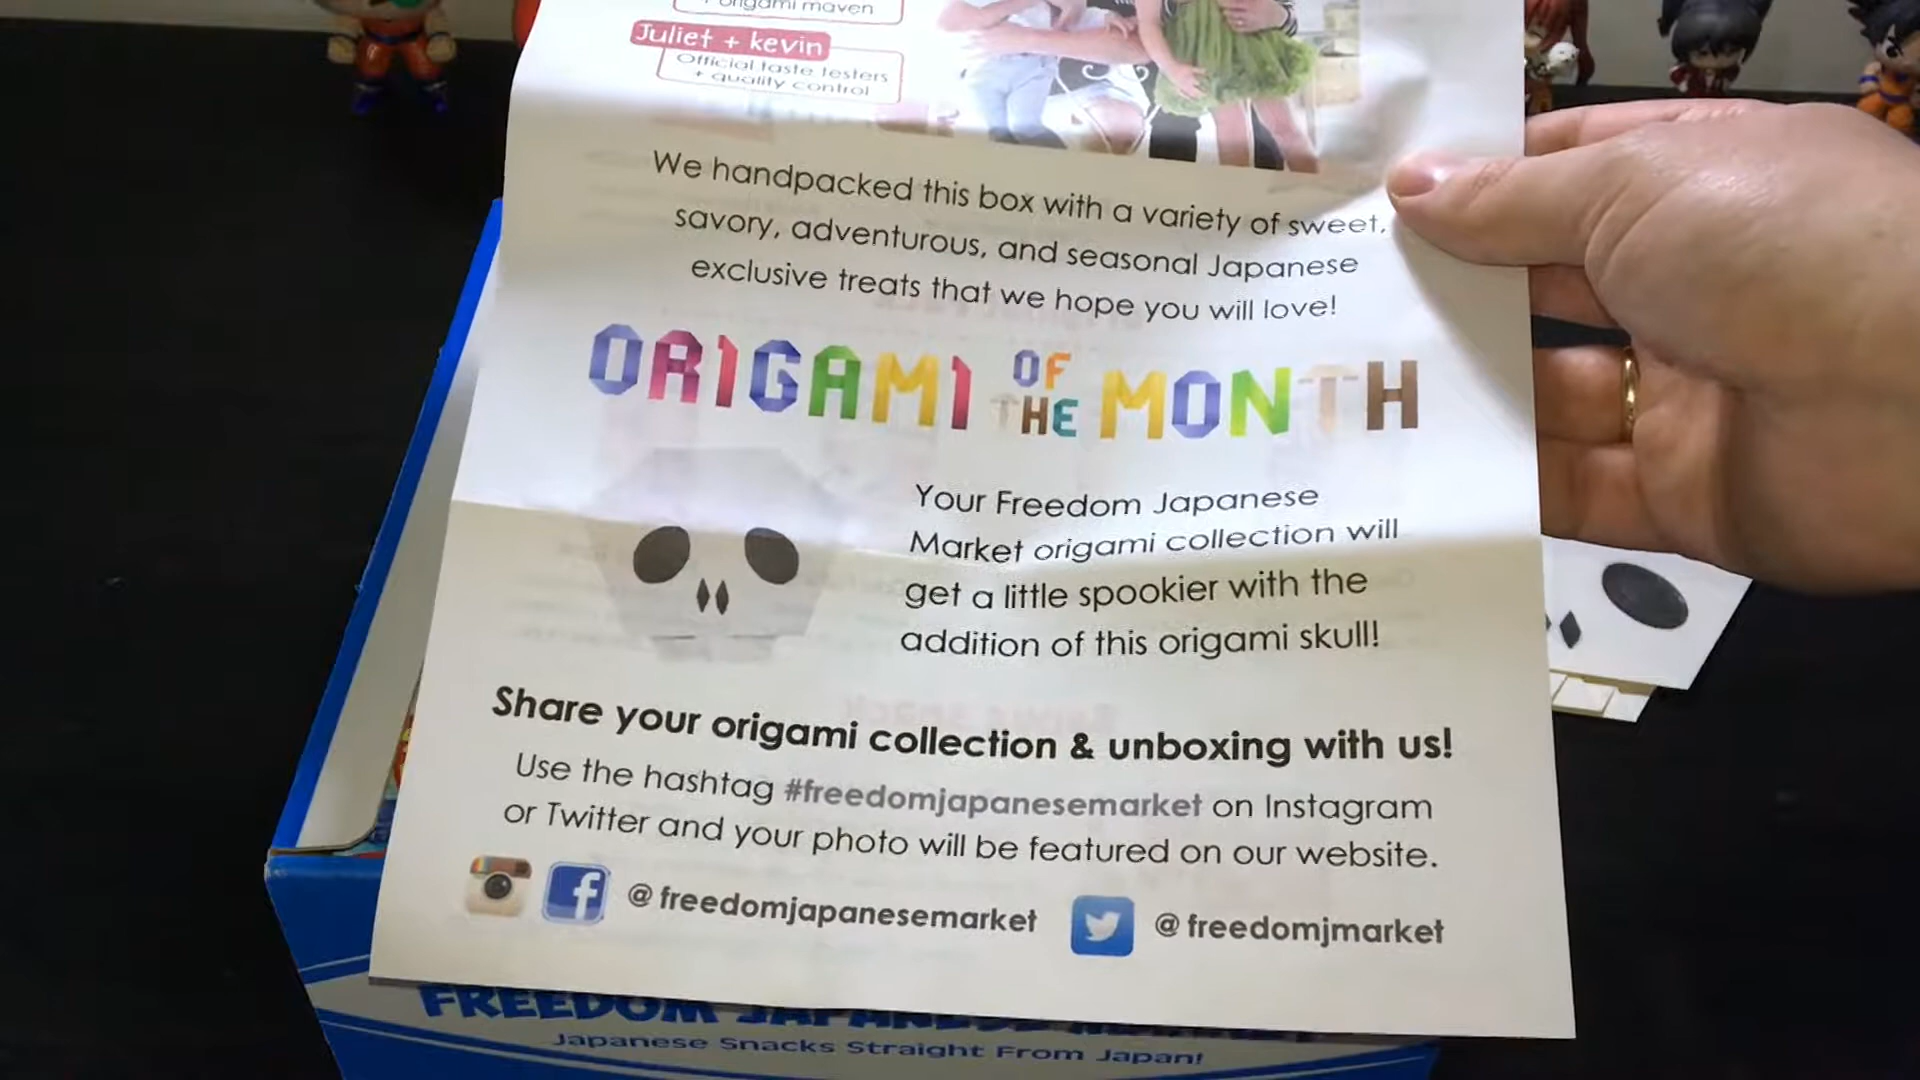 + origami maven
Juliet + kevin
Official taste testers
+ quality control
We handpacked this box with a variety of sweet,
savory, adventurous, and seasonal Japanese
exclusive treats that we hope you will love!
ORIGAMI OF THE MONTH
Your Freedom Japanese
Market origami collection will
get a little spookier with the
addition of this origami skull!
Share your origami collection & unboxing with us!
Use the hashtag #freedomjapanesemarket on Instagram
or Twitter and your photo will be featured on our website.
@freedomjapanesemarket @freedomjmarket
FREEDOM JAPANESE
Japanese Snacks Straight From Japan!